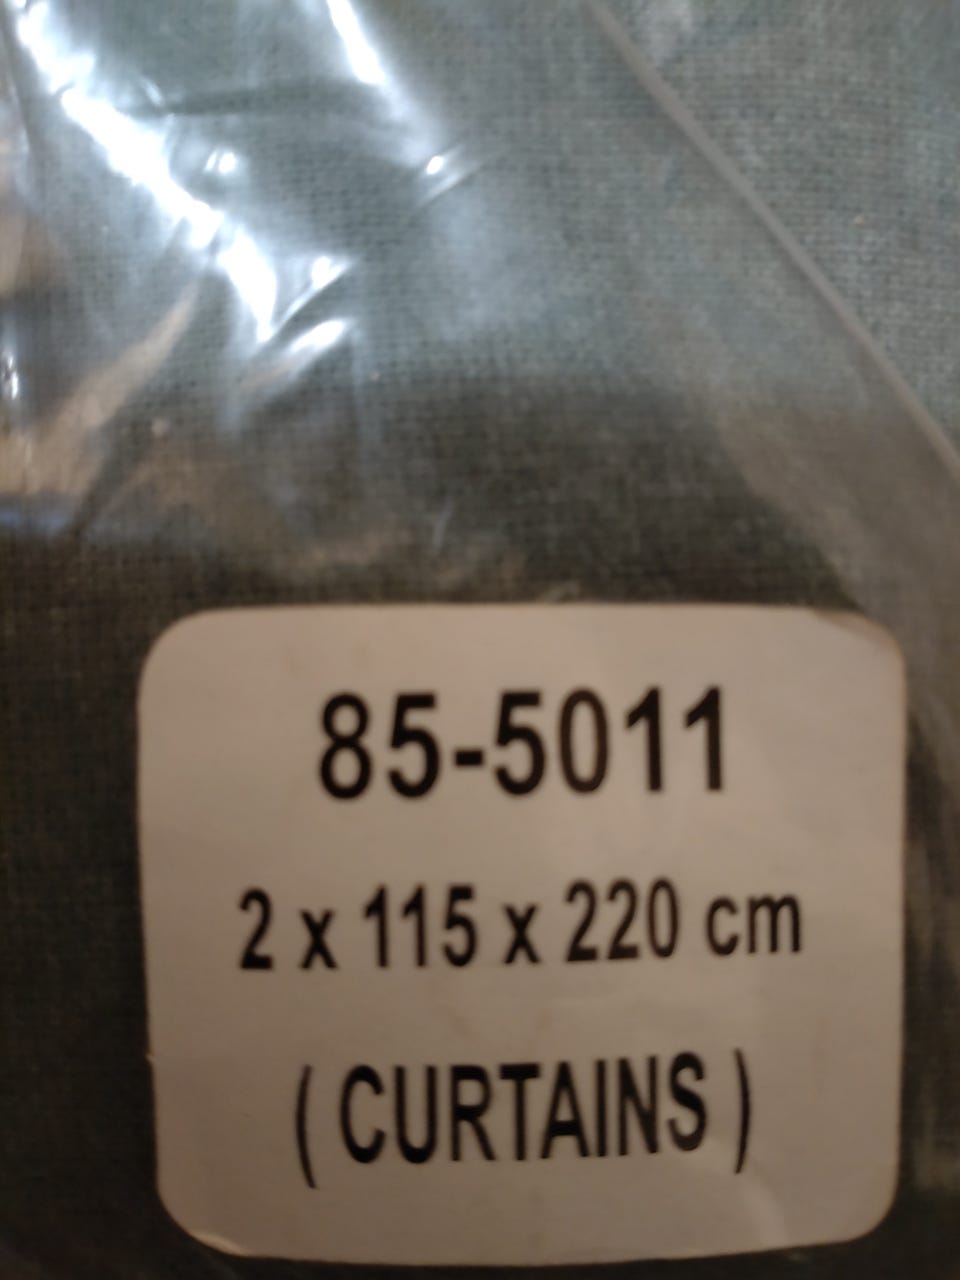 85-5011
2 x 115 x 220 cm
( CURTAINS )